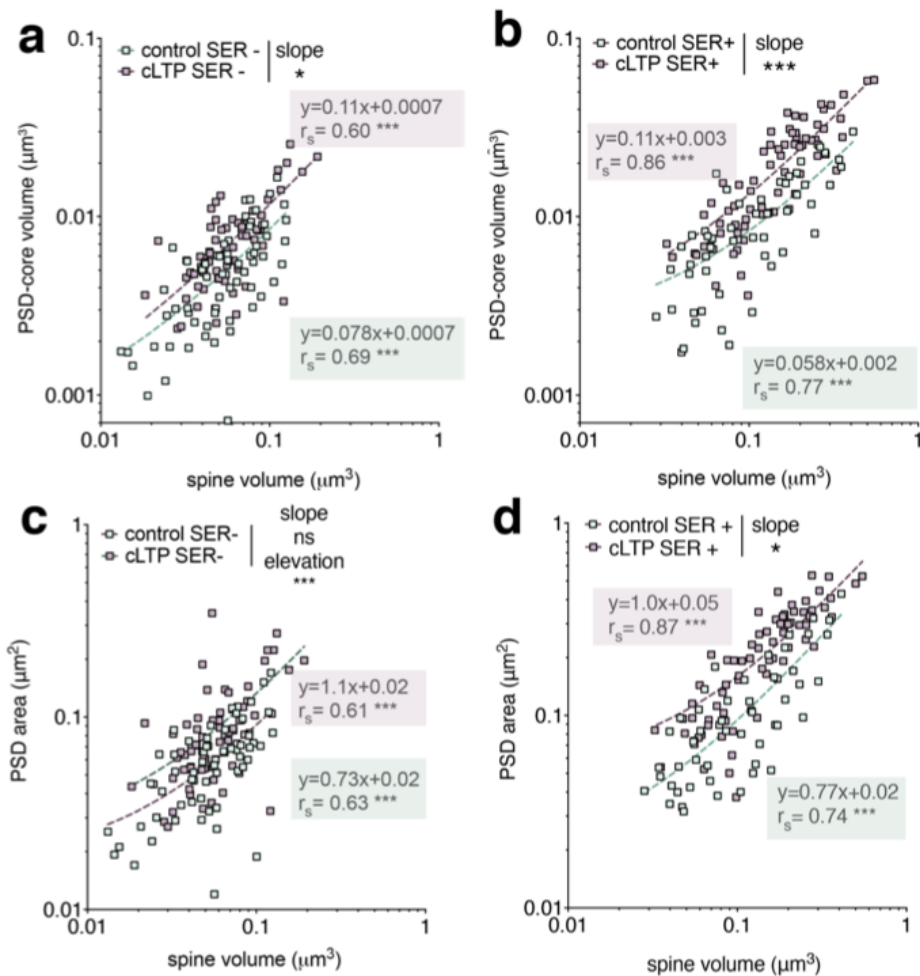 a
control SER -
cLTP SER -
slope
*
0.1
0.01
0.001
PSD-core volume (µm³)
y=0.11x+0.0007
rs= 0.60 ***
y=0.078x+0.0007
rs= 0.69 ***
0.01
0.1
1
spine volume (µm³)
b
control SER+
cLTP SER+
slope
***
0.1
0.01
0.001
PSD-core volume (µm³)
y=0.11x+0.003
rs= 0.86 ***
y=0.058x+0.002
rs= 0.77 ***
0.01
0.1
1
spine volume (µm³)
c
control SER-
cLTP SER-
slope
ns
elevation
***
1
0.1
0.01
PSD area (µm²)
y=1.1x+0.02
rs= 0.61 ***
y=0.73x+0.02
rs= 0.63 ***
0.01
0.1
1
spine volume (µm³)
d
control SER +
cLTP SER +
slope
*
1
0.1
0.01
PSD area (µm²)
y=1.0x+0.05
rs= 0.87 ***
y=0.77x+0.02
rs= 0.74 ***
0.01
0.1
1
spine volume (µm³)